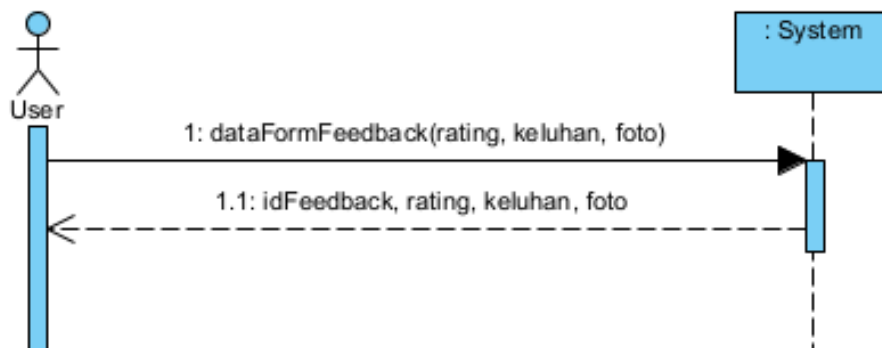 : System
User
1: dataFormFeedback(rating, keluhan, foto)
1.1: idFeedback, rating, keluhan, foto